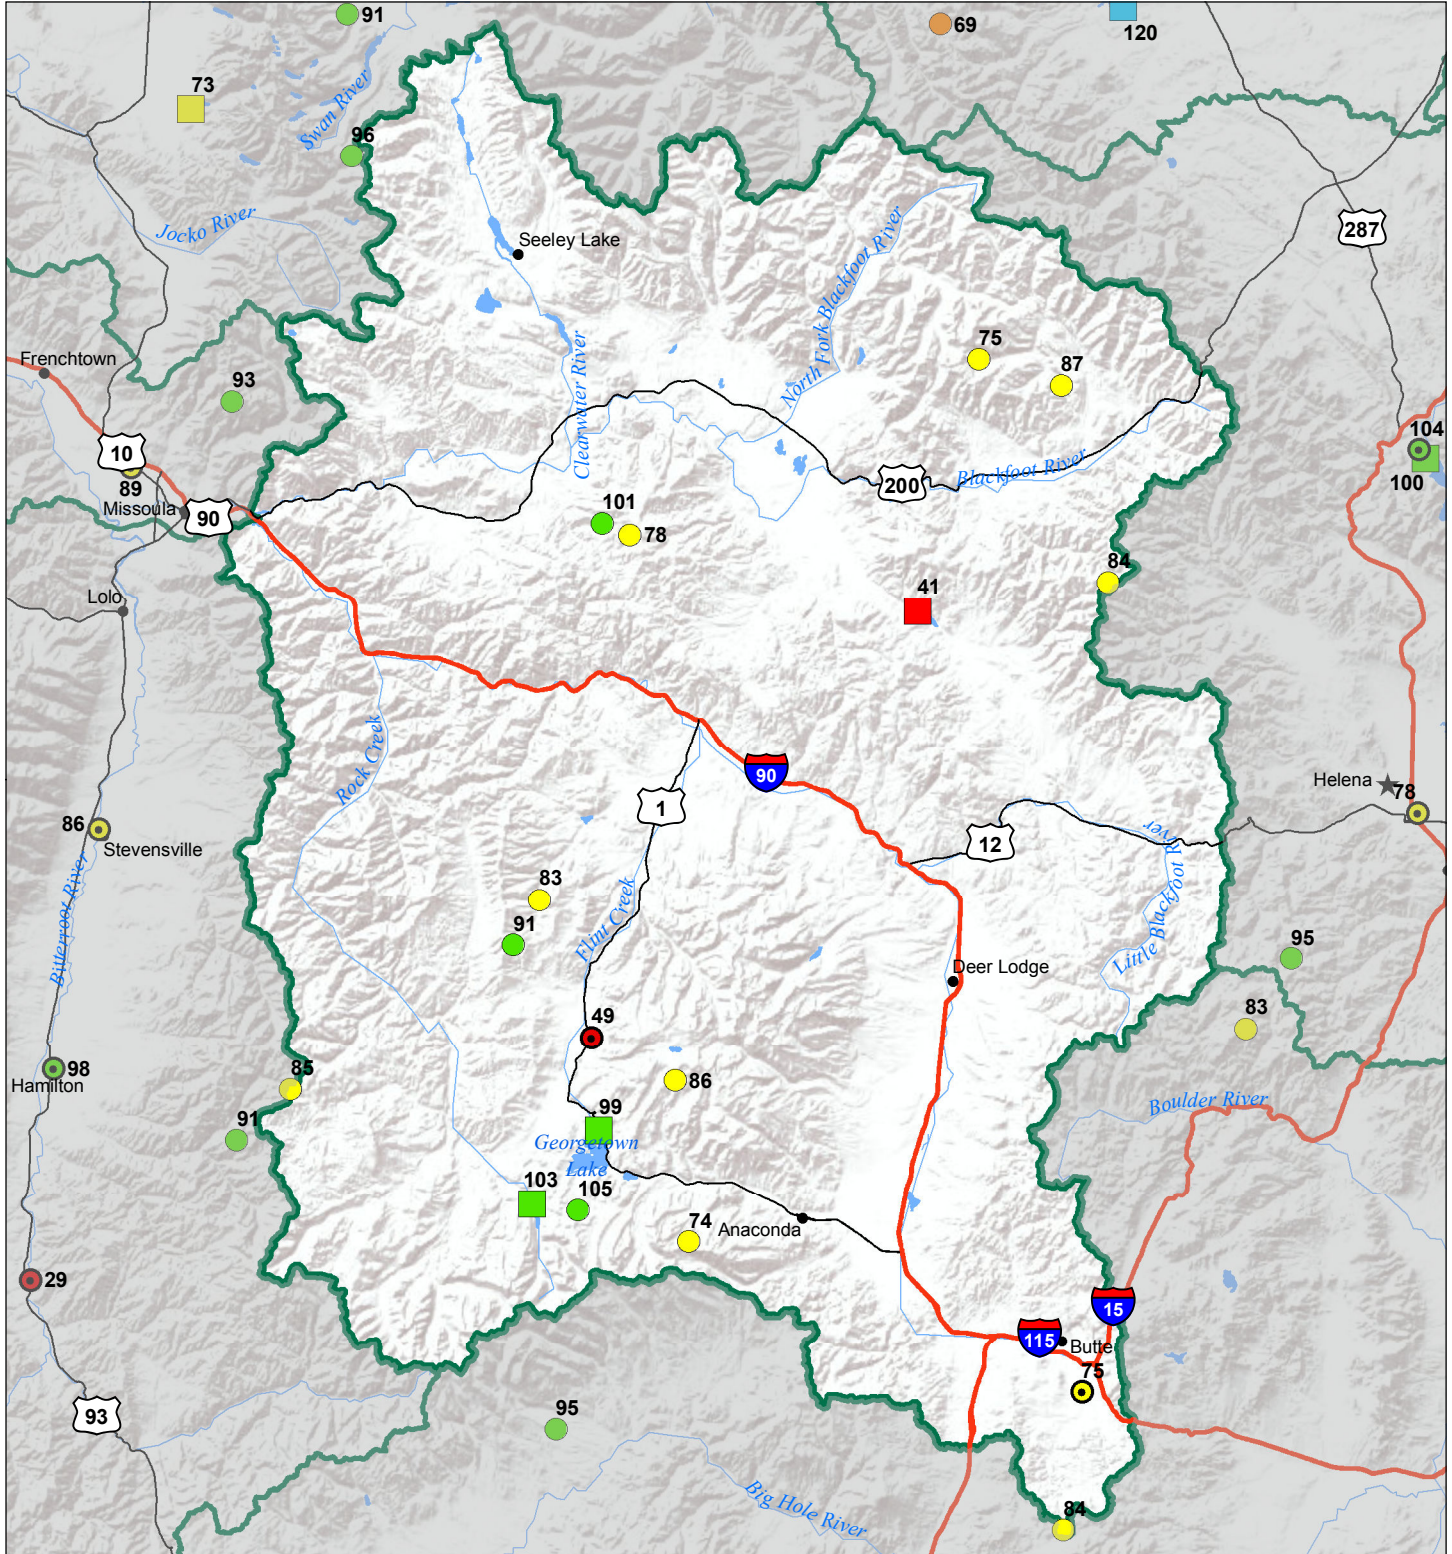 91
69
120
73
Swan River
96
Jocko River
287
Seeley Lake
North Fork Blackfoot River
Frenchtown
75
93
87
Clearwater River
10
104
89
100
Blackfoot River
200
Missoula
90
101
78
84
41
Lolo
Rock Creek
90
Helena
78
1
86
Stevensville
12
Little Blackfoot River
83
Bitterroot River
Flint Creek
91
95
Deer Lodge
49
83
98
Hamilton
85
86
Boulder River
91
99
Georgetown
Lake
103
105
74
Anaconda
29
15
115
Butte
75
93
95
Big Hole River
84